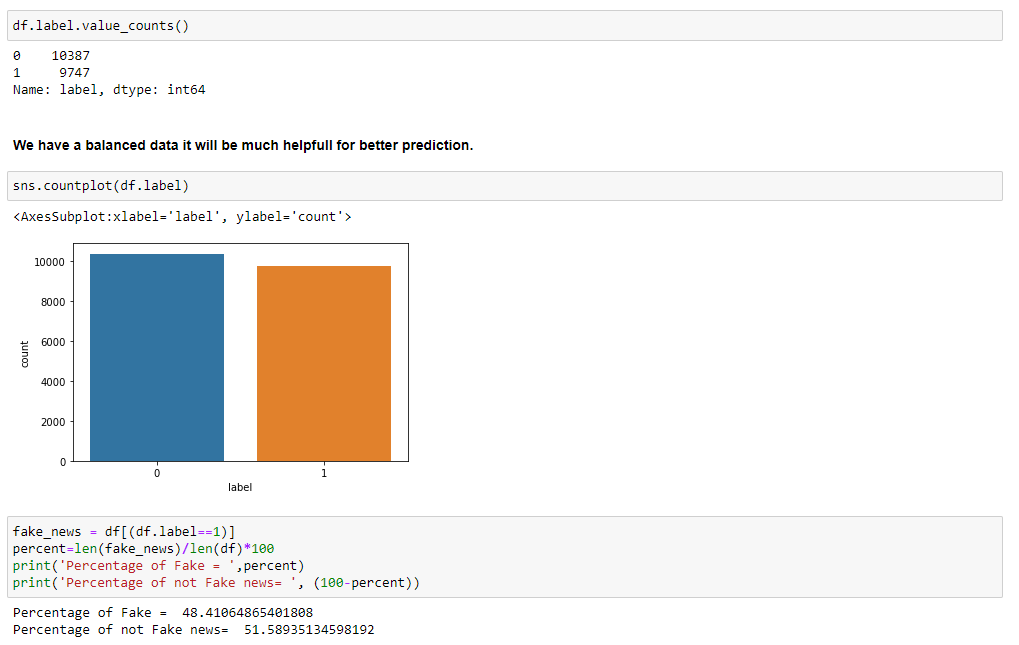 df.label.value_counts()
0    10387
1     9747
Name: label, dtype: int64
We have a balanced data it will be much helpfull for better prediction.
sns.countplot(df.label)
<AxesSubplot:xlabel='label', ylabel='count'>
10000
8000
6000
4000
2000
0
count
0 1
label
fake_news = df[(df.label==1)]
percent=len(fake_news)/len(df)*100
print('Percentage of Fake = ',percent)
print('Percentage of not Fake news= ', (100-percent))
Percentage of Fake =  48.41064865401808
Percentage of not Fake news=  51.58935134598192